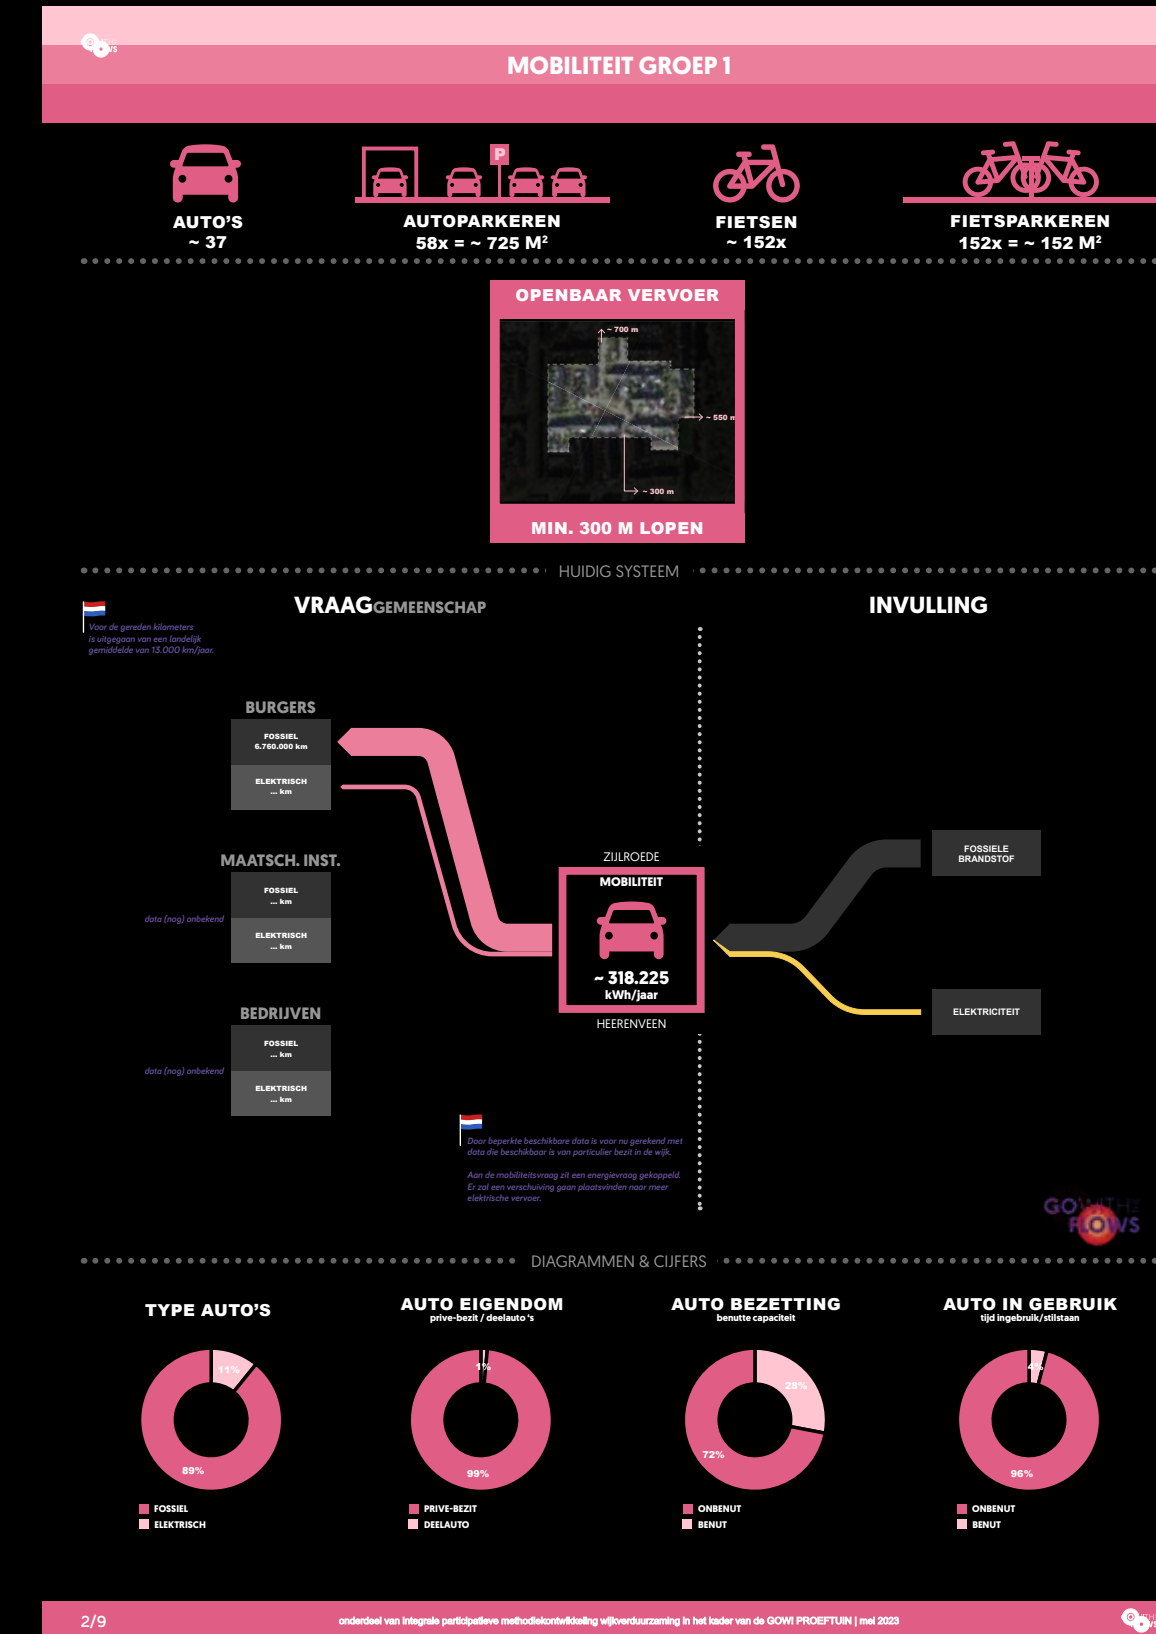 MOBILITEIT GROEP 1
P
AUTO'S
~ 37
AUTOPARKEREN
58x = ~ 725 M²
FIETSEN
~ 152x
FIETSPARKEREN
152x = ~ 152 M²
OPENBAAR VERVOER
~ 700 m
~ 550 m
~ 300 m
MIN. 300 M LOPEN
HUIDIG SYSTEEM
VRAAGGEMEENSCHAP
INVULLING
Voor de gereden kilometers
is uitgegaan van een landelijk
gemiddelde van 13.000 km/jaar.
BURGERS
FOSSIEL
6.760.000 km
ELEKTRISCH
... km
MAATSCH. INST.
FOSSIEL
... km
data (nog) onbekend
ELEKTRISCH
... km
BEDRIJVEN
FOSSIEL
... km
data (nog) onbekend
ELEKTRISCH
... km
ZIJLROEDE
MOBILITEIT
~ 318.225
kWh/jaar
HEERENVEEN
FOSSIELE
BRANDSTOF
ELEKTRICITEIT
Door beperkte beschikbare data is voor nu gerekend met
data die beschikbaar is van particulier bezit in de wijk.
Aan de mobiliteitsvraag zit een energievraag gekoppeld.
Er zal een verschuiving gaan plaatsvinden naar meer
elektrische vervoer.
GO WITH THE
FLOWS
DIAGRAMMEN & CIJFERS
TYPE AUTO'S
11%
89%
FOSSIEL
ELEKTRISCH
AUTO EIGENDOM
prive-bezit / deelauto 's
1%
99%
PRIVE-BEZIT
DEELAUTO
AUTO BEZETTING
benutte capaciteit
28%
72%
ONBENUT
BENUT
AUTO IN GEBRUIK
tijd ingebruik/stilstaan
4%
96%
ONBENUT
BENUT
2/9
onderdeel van integrale participatieve methodiekontwikkeling wijkverduurzaming in het kader van de GOWI PROEFTUIN | mei 2023